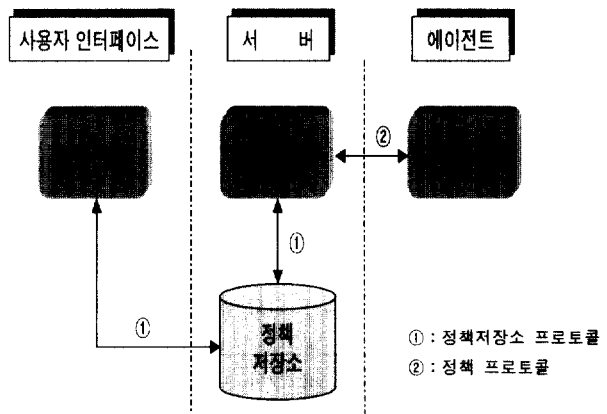 사용자 인터페이스
서 버
에이전트
②
①
①
정책
저장소
① : 정책저장소 프로토콜
② : 정책 프로토콜